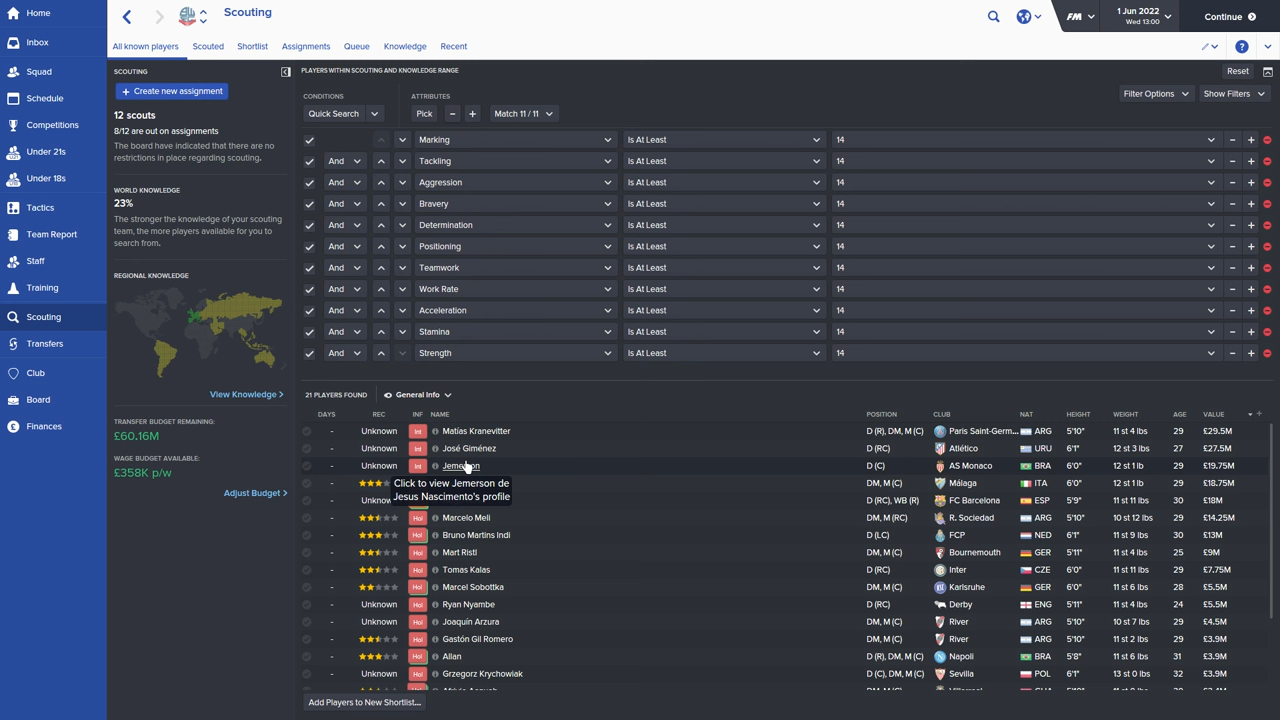 Home
Inbox
Squad
Schedule
Competitions
Under 21s
Under 18s
Tactics
Team Report
Staff
Training
Scouting
Transfers
Club
Board
Finances
Scouting
FM
1 Jun 2022
Wed 13:00
Continue
All known players Scouted Shortlist Assignments Queue Knowledge Recent
?
SCOUTING
+ Create new assignment
12 scouts
8/12 are out on assignments
The board have indicated that there are no
restrictions in place regarding scouting.
WORLD KNOWLEDGE
23%
The stronger the knowledge of your scouting
team, the more players available for you to
search from.
REGIONAL KNOWLEDGE
View Knowledge >
TRANSFER BUDGET REMAINING:
£60.16M
WAGE BUDGET AVAILABLE:
£358K p/w
Adjust Budget >
PLAYERS WITHIN SCOUTING AND KNOWLEDGE RANGE
Reset
CONDITIONS ATTRIBUTES
Quick Search Pick − + Match 11 / 11
Filter Options Show Filters
Marking Is At Least 14
And Tackling Is At Least 14
And Aggression Is At Least 14
And Bravery Is At Least 14
And Determination Is At Least 14
And Positioning Is At Least 14
And Teamwork Is At Least 14
And Work Rate Is At Least 14
And Acceleration Is At Least 14
And Stamina Is At Least 14
And Strength Is At Least 14
21 PLAYERS FOUND General Info
DAYS REC INF NAME POSITION CLUB NAT HEIGHT WEIGHT AGE VALUE
- Unknown Int Matías Kranevitter D (R), DM, M (C) Paris Saint-Germ... ARG 5'10" 11 st 4 lbs 29 £29.5M
- Unknown Int José Giménez D (RC) Atlético URU 6'1" 12 st 3 lbs 27 £27.5M
- Unknown Int D (C) AS Monaco BRA 6'0" 12 st 1 lb 29 £19.75M
Click to view Jemerson de
Jesus Nascimento's profile
- DM, M (C) Málaga ITA 6'0" 12 st 1 lb 29 £18.75M
- D (RC), WB (R) FC Barcelona ESP 5'9" 11 st 11 lbs 30 £18M
- Hol Marcelo Meli DM, M (RC) R. Sociedad ARG 5'10" 10 st 12 lbs 29 £14.25M
- Hol Bruno Martins Indi D (LC) FCP NED 6'1" 11 st 9 lbs 30 £13M
- Hol Mart Ristl DM, M (C) Bournemouth GER 5'11" 11 st 4 lbs 25 £9M
- Hol Tomas Kalas D (RC) Inter CZE 6'0" 11 st 11 lbs 29 £7.75M
- Hol Marcel Sobottka DM, M (C) Karlsruhe GER 6'0" 11 st 6 lbs 28 £5.5M
- Unknown Hol Ryan Nyambe D (RC) Derby ENG 5'11" 11 st 4 lbs 24 £5.5M
- Unknown Hol Joaquín Arzura DM, M (C) River ARG 5'10" 10 st 7 lbs 29 £4.5M
- Hol Gastón Gil Romero DM, M (C) River ARG 5'10" 11 st 2 lbs 29 £3.9M
- Hol Allan D (R), DM, M (C) Napoli BRA 5'8" 11 st 6 lbs 31 £3.9M
- Unknown Hol Grzegorz Krychowiak D (C), DM, M (C) Sevilla POL 6'1" 13 st 0 lbs 32 £3.9M
Add Players to New Shortlist...